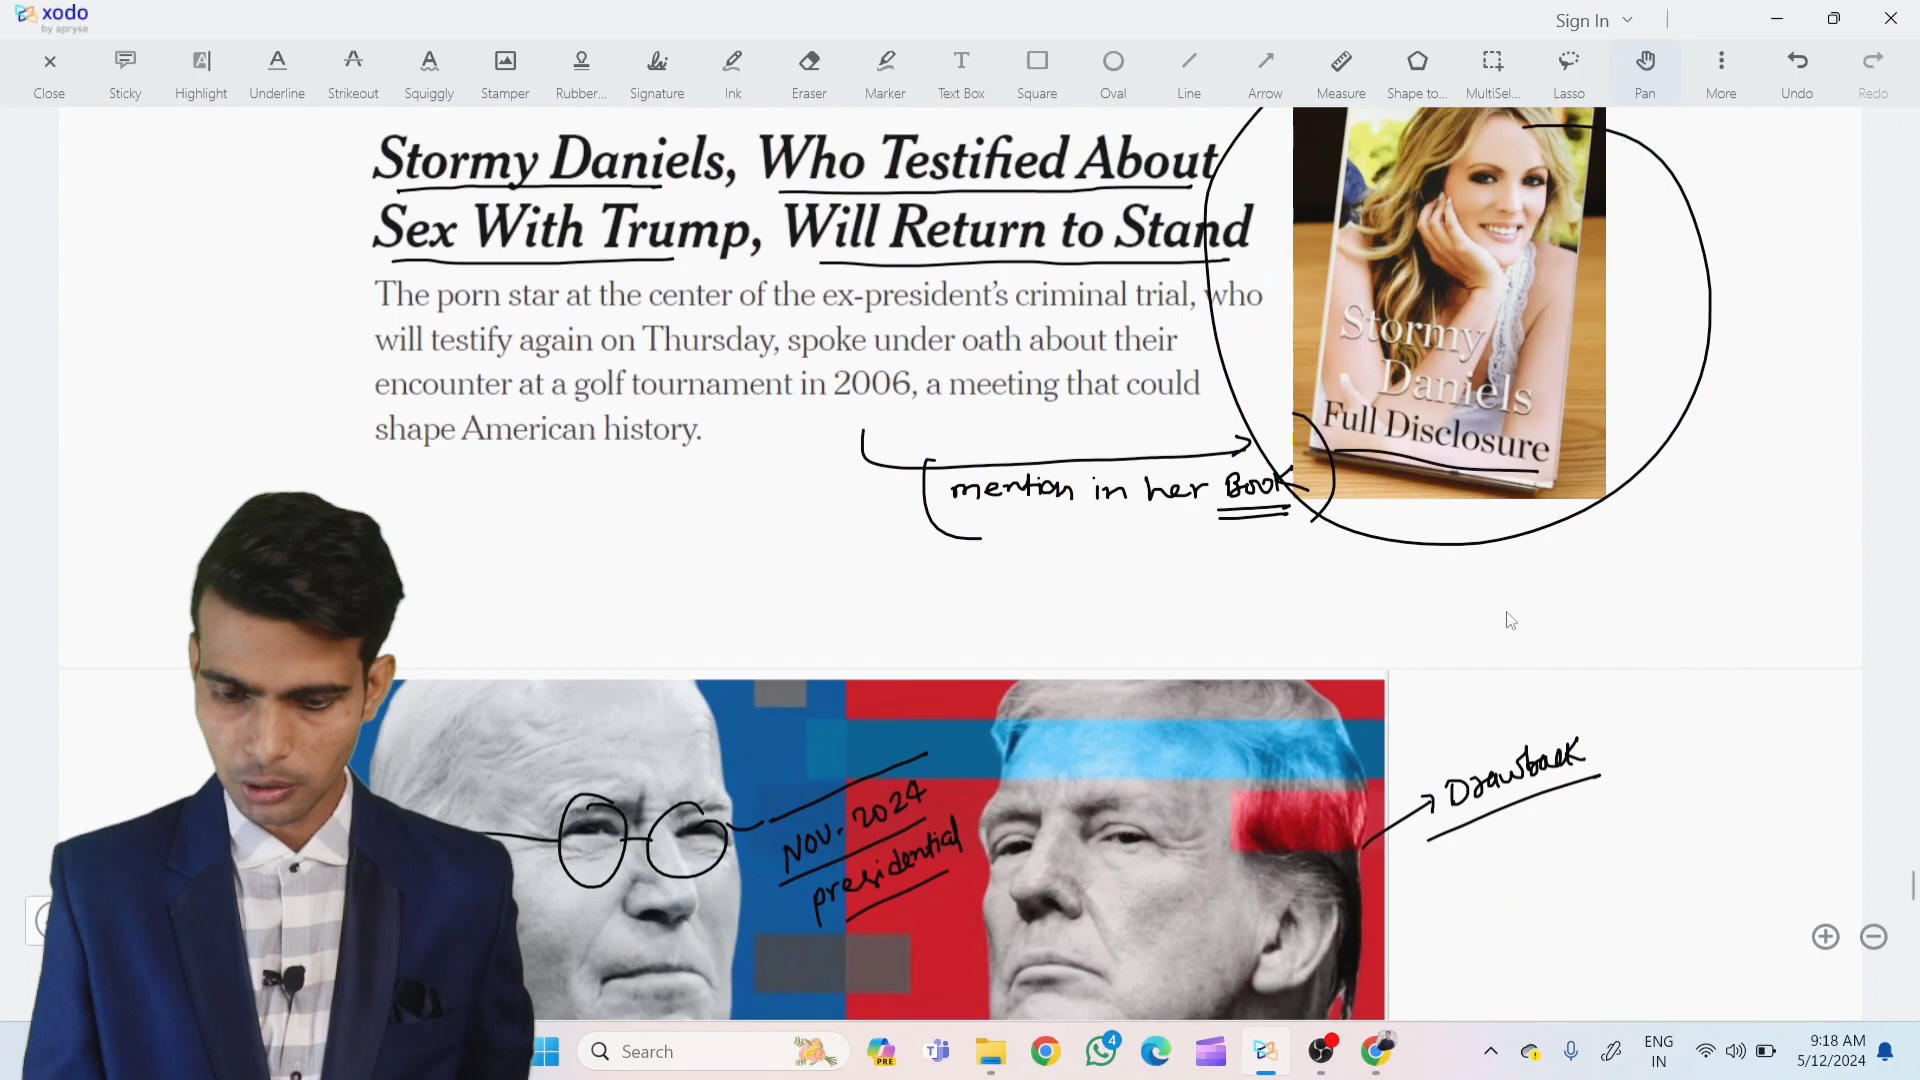 xodo
by apryse
Sign In
Close Sticky Highlight Underline Strikeout Squiggly Stamper Rubber... Signature Ink Eraser Marker Text Box Square Oval Line Arrow Measure Shape to... MultiSel... Lasso Pan More Undo Redo
Stormy Daniels, Who Testified About
Sex With Trump, Will Return to Stand
The porn star at the center of the ex-president's criminal trial, who
will testify again on Thursday, spoke under oath about their
encounter at a golf tournament in 2006, a meeting that could
shape American history.
Stormy
Daniels
Full Disclosure
mention in her Book
Nov. 2024
presidential
Drawback
Search
PRE
4
ENG
IN
9:18 AM
5/12/2024